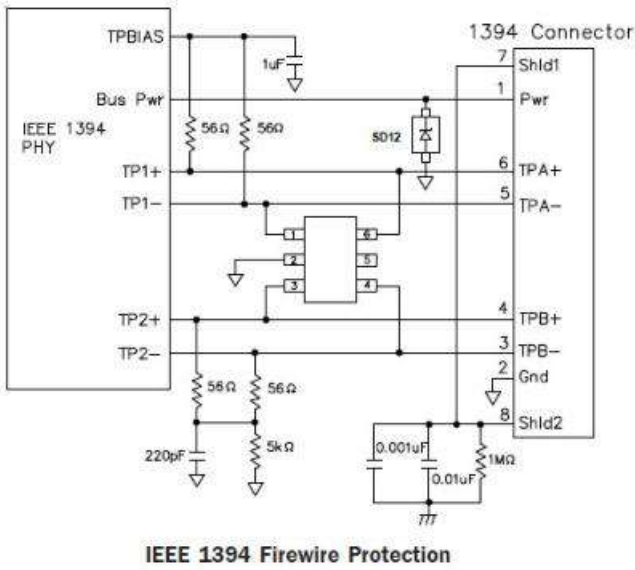 1394 Connector
TPBIAS
1uF
7
Shld1
Bus Pwr
1
Pwr
IEEE 1394
PHY
56Ω
56Ω
SD12
TP1+
6
TPA+
TP1-
5
TPA-
1
6
2
5
3
4
TP2+
4
TPB+
TP2-
3
TPB-
2
Gnd
56Ω
56Ω
8
Shld2
220pF
5kΩ
0.001uF
0.01uF
1MΩ
IEEE 1394 Firewire Protection